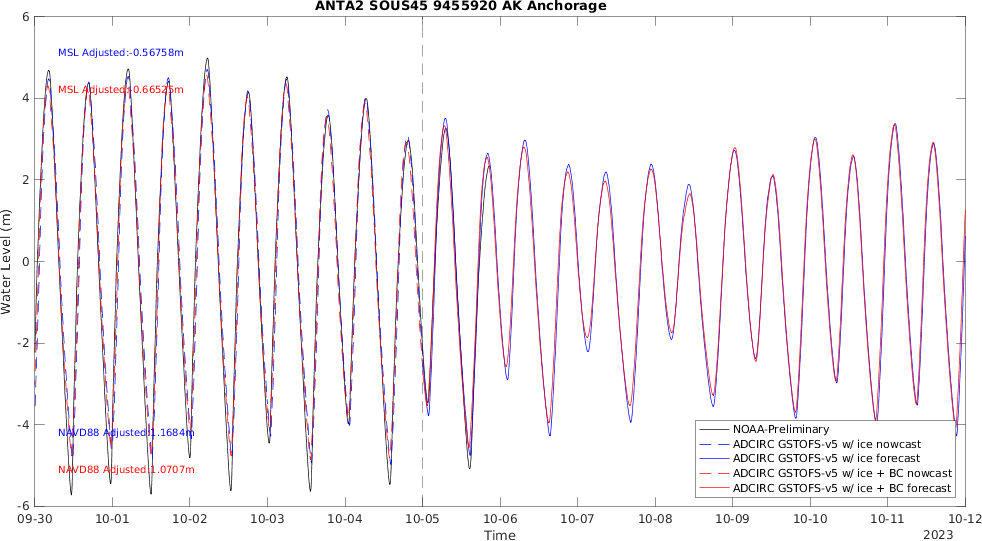 ANTA2 SOUS45 9455920 AK Anchorage
6
4
2
0
-2
-4
-6
Water Level (m)
MSL Adjusted:-0.56758m
MSL Adjusted:-0.66525m
NAVD88 Adjusted:1.1684m
NAVD88 Adjusted:1.0707m
NOAA-Preliminary
ADCIRC GSTOFS-v5 w/ ice nowcast
ADCIRC GSTOFS-v5 w/ ice forecast
ADCIRC GSTOFS-v5 w/ ice + BC nowcast
ADCIRC GSTOFS-v5 w/ ice + BC forecast
09-30 10-01 10-02 10-03 10-04 10-05 10-06 10-07 10-08 10-09 10-10 10-11 10-12
Time
2023